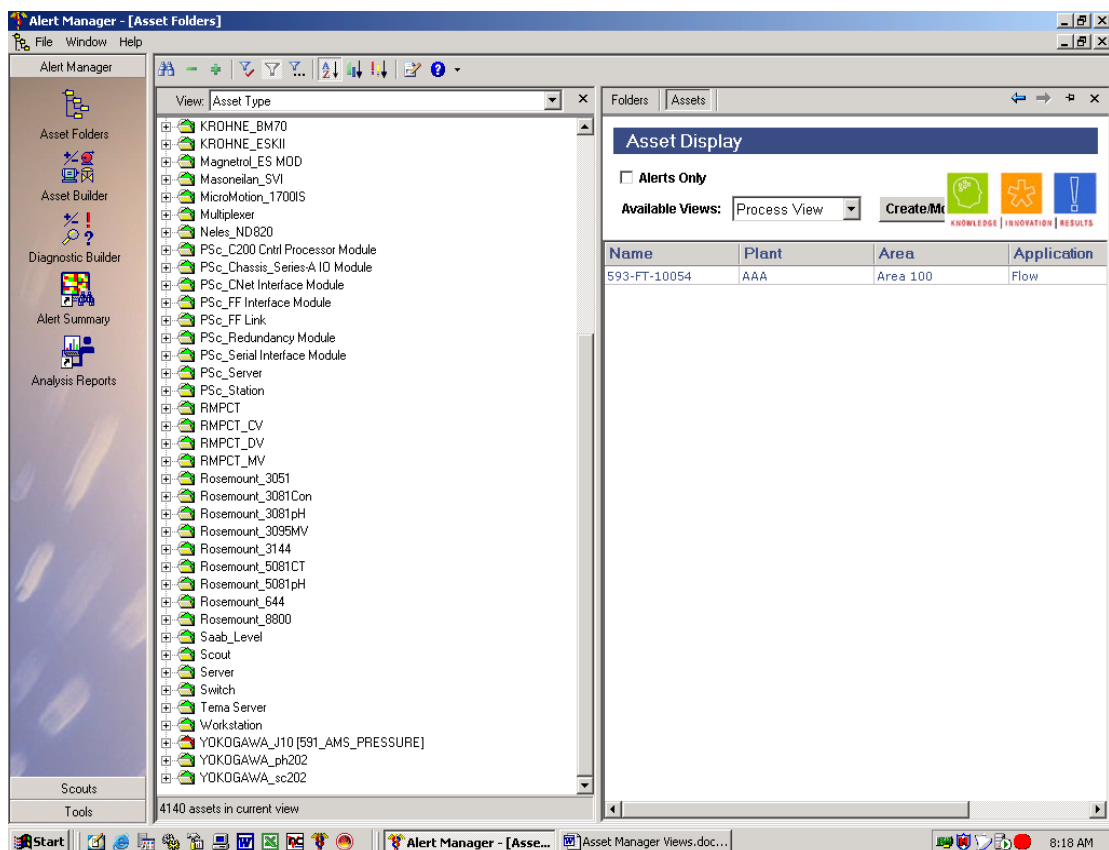 Alert Manager - [Asset Folders]
File Window Help
Alert Manager
Asset Folders
Asset Builder
Diagnostic Builder
Alert Summary
Analysis Reports
Scouts
Tools
View: Asset Type
KROHNE_BM70
KROHNE_ESKII
Magnetrol_ES MOD
Masoneilan_SVI
MicroMotion_1700IS
Multiplexer
Neles_ND820
PSc_C200 Cntrl Processor Module
PSc_Chassis_Series-A IO Module
PSc_CNet Interface Module
PSc_FF Interface Module
PSc_FF Link
PSc_Redundancy Module
PSc_Serial Interface Module
PSc_Server
PSc_Station
RMPCT
RMPCT_CV
RMPCT_DV
RMPCT_MV
Rosemount_3051
Rosemount_3081Con
Rosemount_3081pH
Rosemount_3095MV
Rosemount_3144
Rosemount_5081CT
Rosemount_5081pH
Rosemount_644
Rosemount_8800
Saab_Level
Scout
Server
Switch
Tema Server
Workstation
YOKOGAWA_J10 [591_AMS_PRESSURE]
YOKOGAWA_ph202
YOKOGAWA_sc202
4140 assets in current view
Folders Assets
Asset Display
Alerts Only
Available Views: Process View Create/Mo
KNOWLEDGE INNOVATION RESULTS
Name Plant Area Application
593-FT-10054 AAA Area 100 Flow
Start Alert Manager - [Asse... Asset Manager Views.doc... 8:18 AM